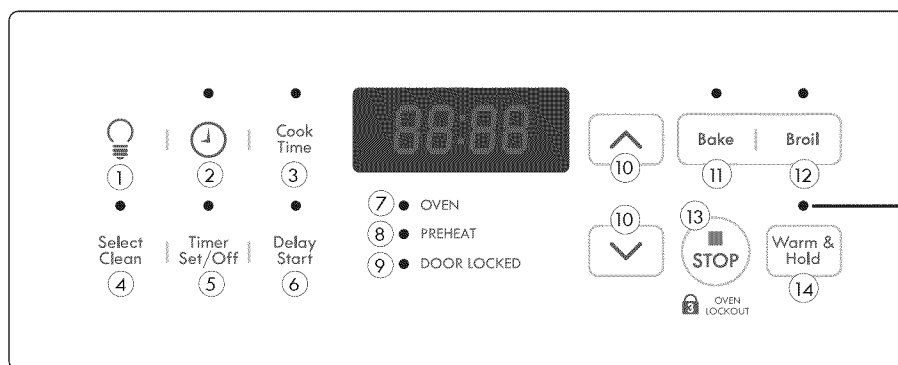 88:88
Cook
Time
1
2
3
Select
Clean
4
Timer
Set/Off
5
Delay
Start
6
7 OVEN
8 PREHEAT
9 DOOR LOCKED
10
10
Bake
Broil
11
12
13
STOP
3 OVEN
LOCKOUT
Warm &
Hold
14